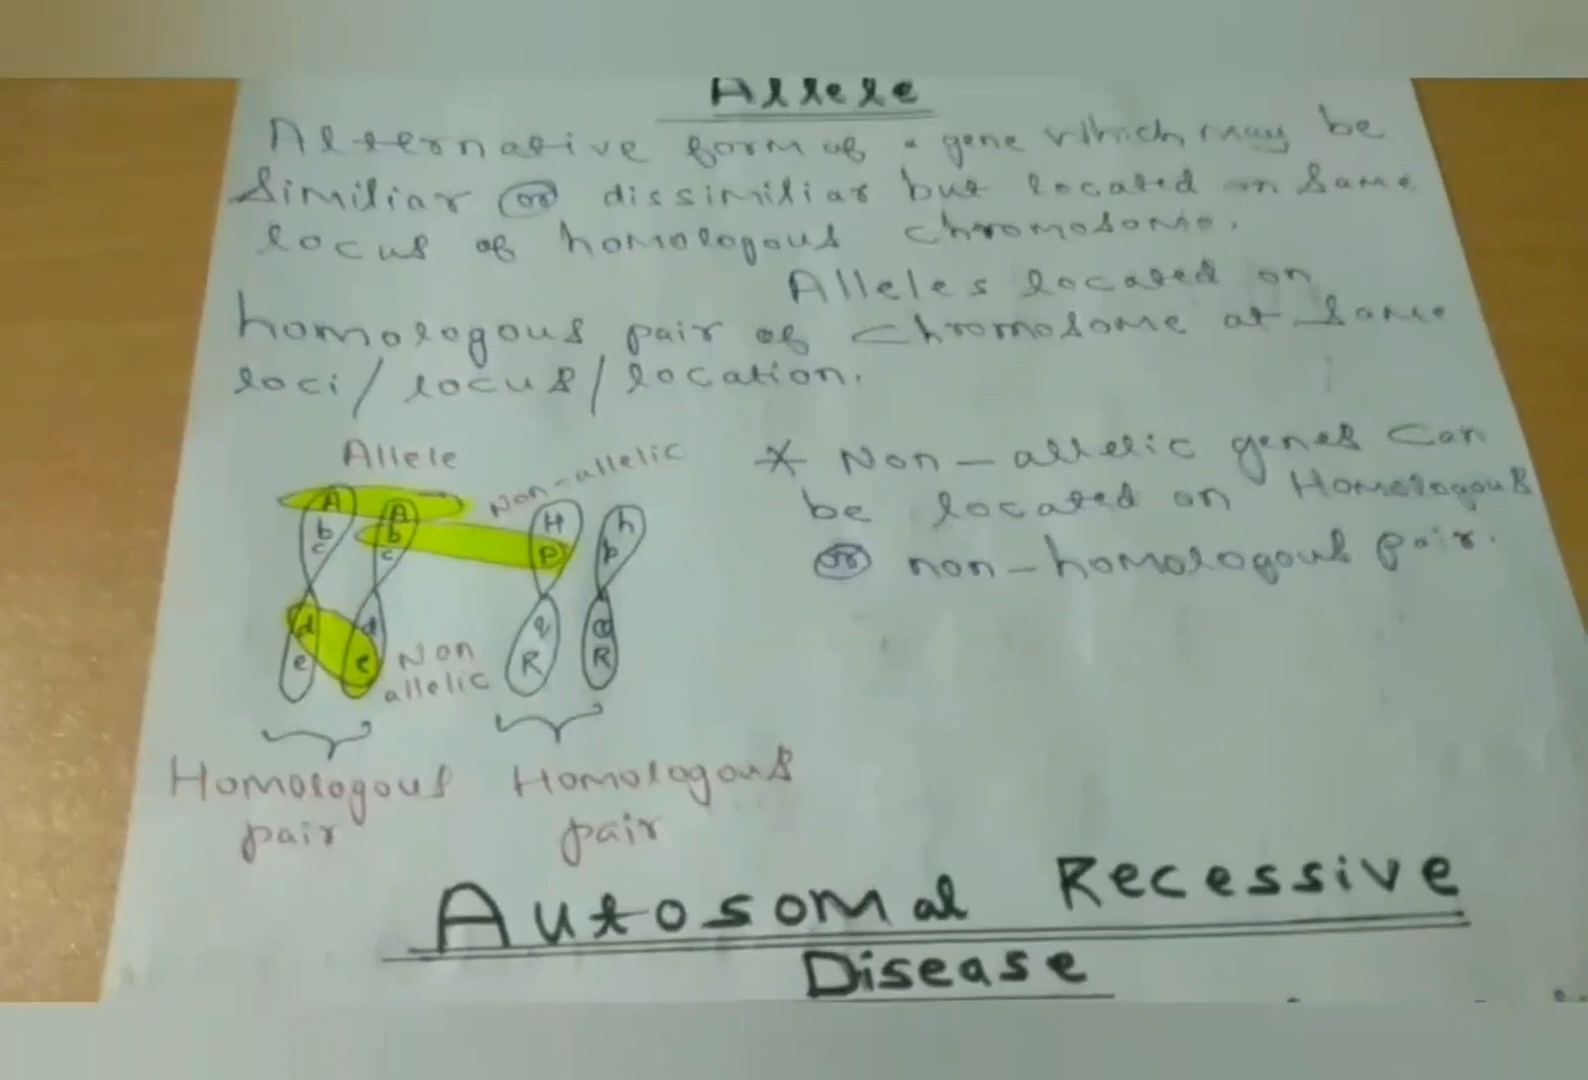 Allele
Alternative form of a gene which may be
Similiar or dissimiliar but located on Same
locus of homologous chromosome.
Alleles located on
homologous pair of chromosome at same
loci/locus/location.
Allele
Non-allelic
* Non-allelic genes can
be located on Homologous
or non-homologous pair.
A A H h
b b P p
c c
d d q Q
e e R R
Non
allelic
Homologous Homologous
pair pair
Autosomal Recessive
Disease